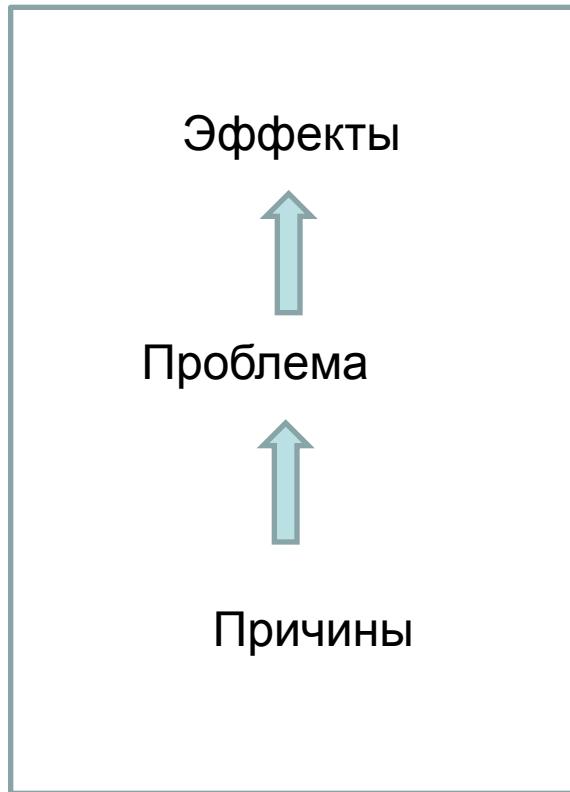 Эффекты
Проблема
Причины